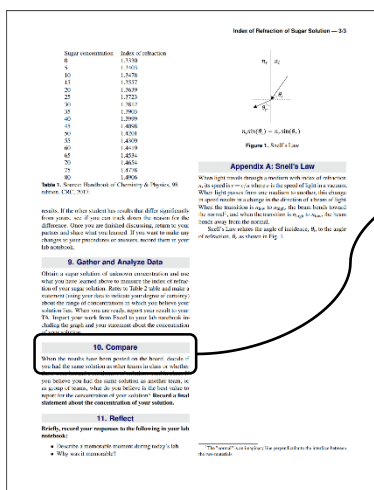 Index of Refraction of Sugar Solution — 3/3
Sugar concentration Index of refraction
0 1.3330
5 1.3403
10 1.3478
15 1.3557
20 1.3639
25 1.3723
30 1.3812
35 1.3903
40 1.3999
45 1.4098
50 1.4201
55 1.4309
60 1.4419
65 1.4534
70 1.4654
75 1.4778
80 1.4906
Table 1. Source: Handbook of Chemistry & Physics, 98
edition, CRC, 2017.
results. If the other student has results that differ significantly
from yours, see if you can track down the reason for the
difference. Once you are finished discussing, return to your
partner and share what you learned. If you want to make any
changes to your procedures or answers, record them in your
lab notebook.
9. Gather and Analyze Data
Obtain a sugar solution of unknown concentration and use
what you have learned above to measure the index of refrac-
tion of your sugar solution. Refer to Table 2 table and make a
statement (using your data to indicate your degree of certainty)
about the range of concentrations in which you believe your
solution lies. When you are ready, report your result to your
TA. Import your work from Excel to your lab notebook in-
cluding the graph and your statement about the concentration
of your solution.
10. Compare
When the results have been posted on the board, decide if
you had the same solution as other teams in class or whether
you believe you had the same solution as another team, or
as group of teams, what do you believe is the best value to
report for the concentration of your solution? Record a final
statement about the concentration of your solution.
11. Reflect
Briefly, record your responses to the following in your lab
notebook:
• Describe a memorable moment during today's lab
• Why was it memorable?
Figure 1. Snell's Law
Appendix A: Snell's Law
When light travels through a medium with index of refraction
n, its speed is v = c/n where c is the speed of light in a vacuum.
When light passes from one medium to another, this change
in speed results in a change in the direction of a beam of light.
When the transition is
the beam bends toward
the normal¹, and when the transition is
the beam
bends away from the normal.
Snell's Law relates the angle of incidence, θᵢ, to the angle
of refraction, θᵣ, as shown in Fig. 1.
¹The "normal" is an imaginary line perpendicular to the interface between
the two materials